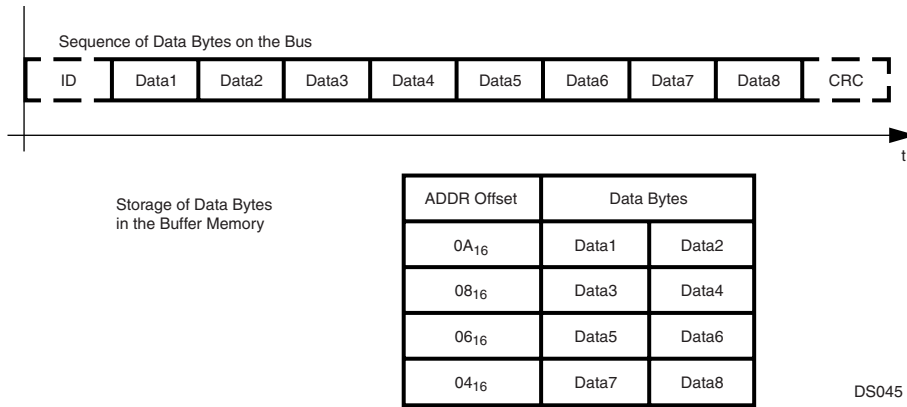 Sequence of Data Bytes on the Bus
ID Data1 Data2 Data3 Data4 Data5 Data6 Data7 Data8 CRC
t
Storage of Data Bytes
in the Buffer Memory
ADDR Offset Data Bytes
0A16 Data1 Data2
0816 Data3 Data4
0616 Data5 Data6
0416 Data7 Data8
DS045